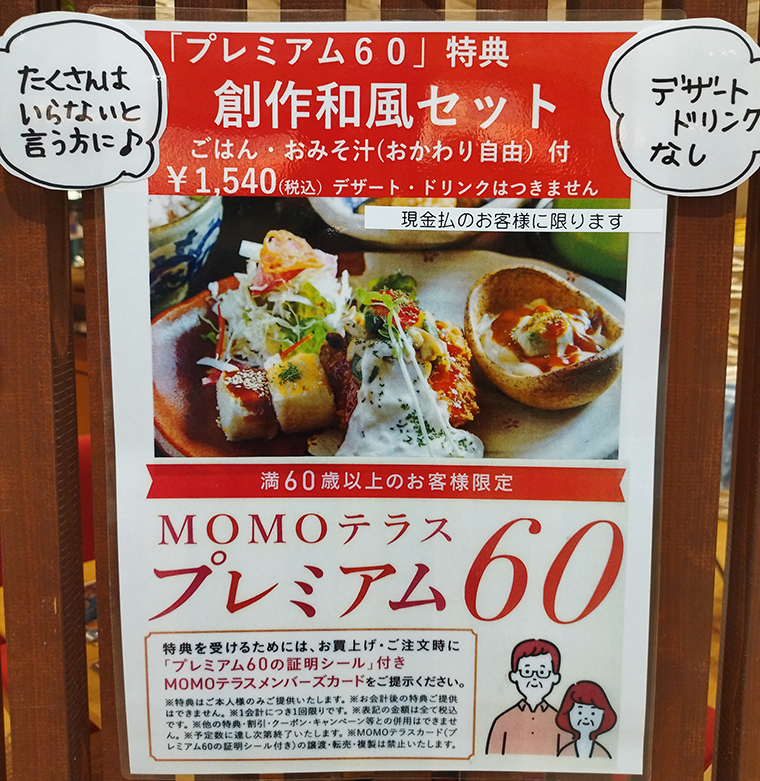 たくさんは
いらないと
言う方に♪
デザート
ドリンク
なし
「プレミアム60」特典
創作和風セット
ごはん・おみそ汁(おかわり自由)付
￥1,540(税込) デザート・ドリンクはつきません
現金払のお客様に限ります
満60歳以上のお客様限定
MOMOテラス
プレミアム60
特典を受けるためには、お買上げ・ご注文時に
「プレミアム60の証明シール」付き
MOMOテラスメンバーズカードをご提示ください。
※特典はご本人様のみご提供いたします。※お会計後の特典ご提供
はできません。※1会計につき1回限りです。※表記の金額は全て税込
です。※他の特典・割引・クーポン・キャンペーン等との併用はできませ
ん。※予定数に達し次第終了いたします。※MOMOテラスカード(プ
レミアム60の証明シール付き)の譲渡・転売・複製は禁止いたします。